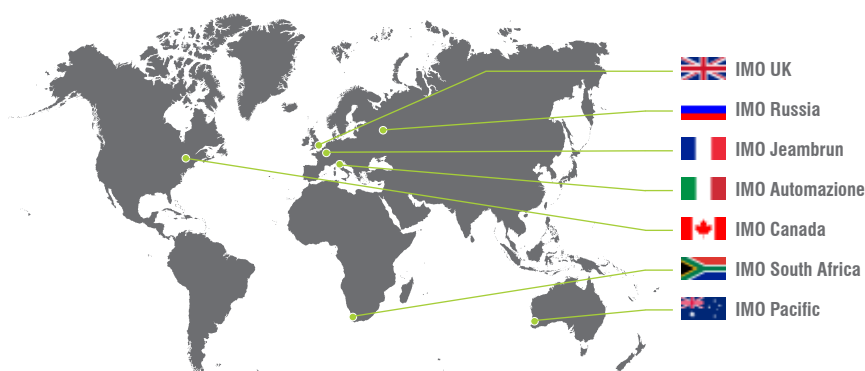 IMO UK
IMO Russia
IMO Jeambrun
IMO Automazione
IMO Canada
IMO South Africa
IMO Pacific